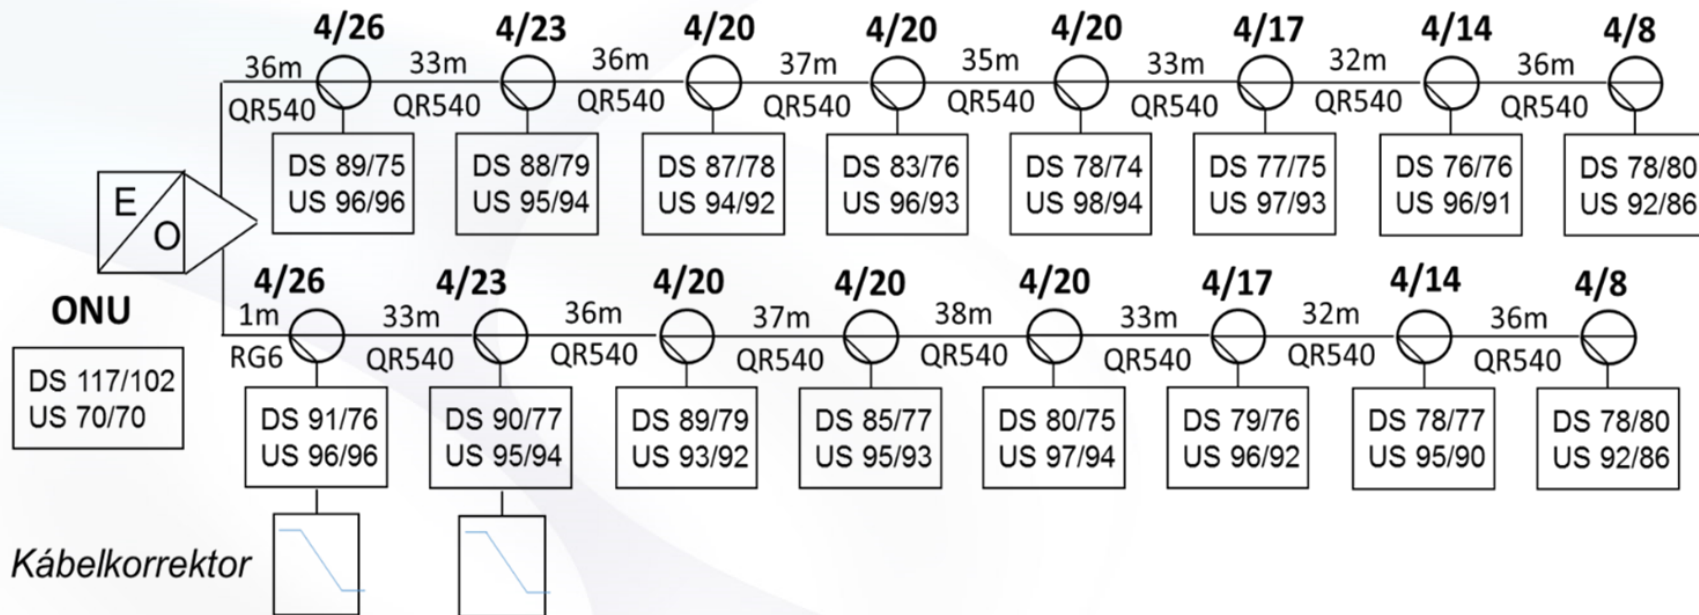 4/26 4/23 4/20 4/20 4/20 4/17 4/14 4/8
36m 33m 36m 37m 35m 33m 32m 36m
QR540 QR540 QR540 QR540 QR540 QR540 QR540 QR540
DS 89/75 DS 88/79 DS 87/78 DS 83/76 DS 78/74 DS 77/75 DS 76/76 DS 78/80
US 96/96 US 95/94 US 94/92 US 96/93 US 98/94 US 97/93 US 96/91 US 92/86
E
O
4/26 4/23 4/20 4/20 4/20 4/17 4/14 4/8
ONU
1m 33m 36m 37m 38m 33m 32m 36m
RG6 QR540 QR540 QR540 QR540 QR540 QR540 QR540
DS 117/102
US 70/70
DS 91/76 DS 90/77 DS 89/79 DS 85/77 DS 80/75 DS 79/76 DS 78/77 DS 78/80
US 96/96 US 95/94 US 93/92 US 95/93 US 97/94 US 96/92 US 95/90 US 92/86
Kábelkorrektor